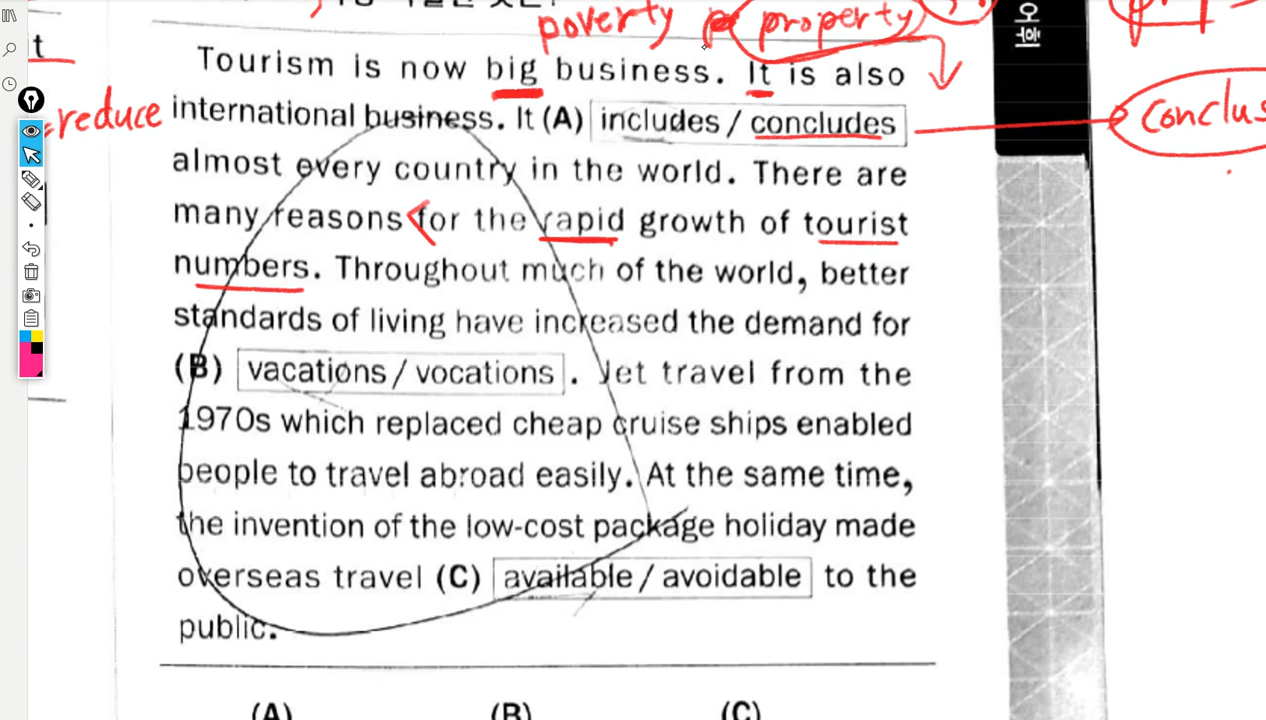 poverty property
t
Tourism is now big business. It is also
=reduce international business. It (A) includes / concludes conclus
almost every country in the world. There are
many reasons for the rapid growth of tourist
numbers. Throughout much of the world, better
standards of living have increased the demand for
(B) vacations / vocations . Jet travel from the
1970s which replaced cheap cruise ships enabled
people to travel abroad easily. At the same time,
the invention of the low-cost package holiday made
overseas travel (C) available / avoidable to the
public.
(A) (B) (C)